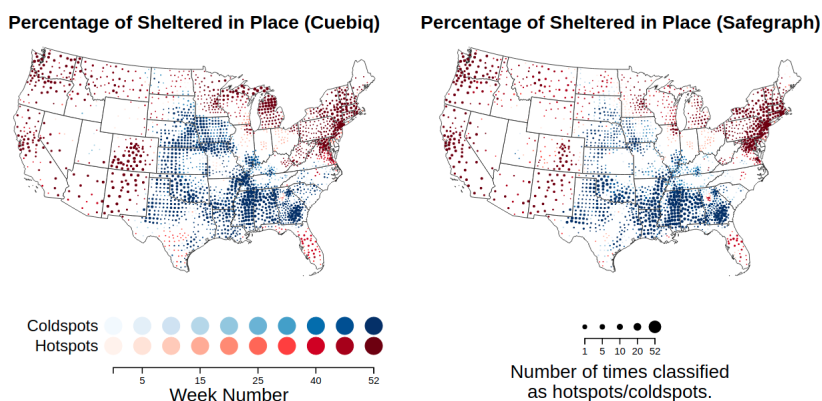 Percentage of Sheltered in Place (Cuebiq)
Percentage of Sheltered in Place (Safegraph)
Coldspots
Hotspots
5 15 25 40 52
Week Number
1 5 10 20 52
Number of times classified
as hotspots/coldspots.